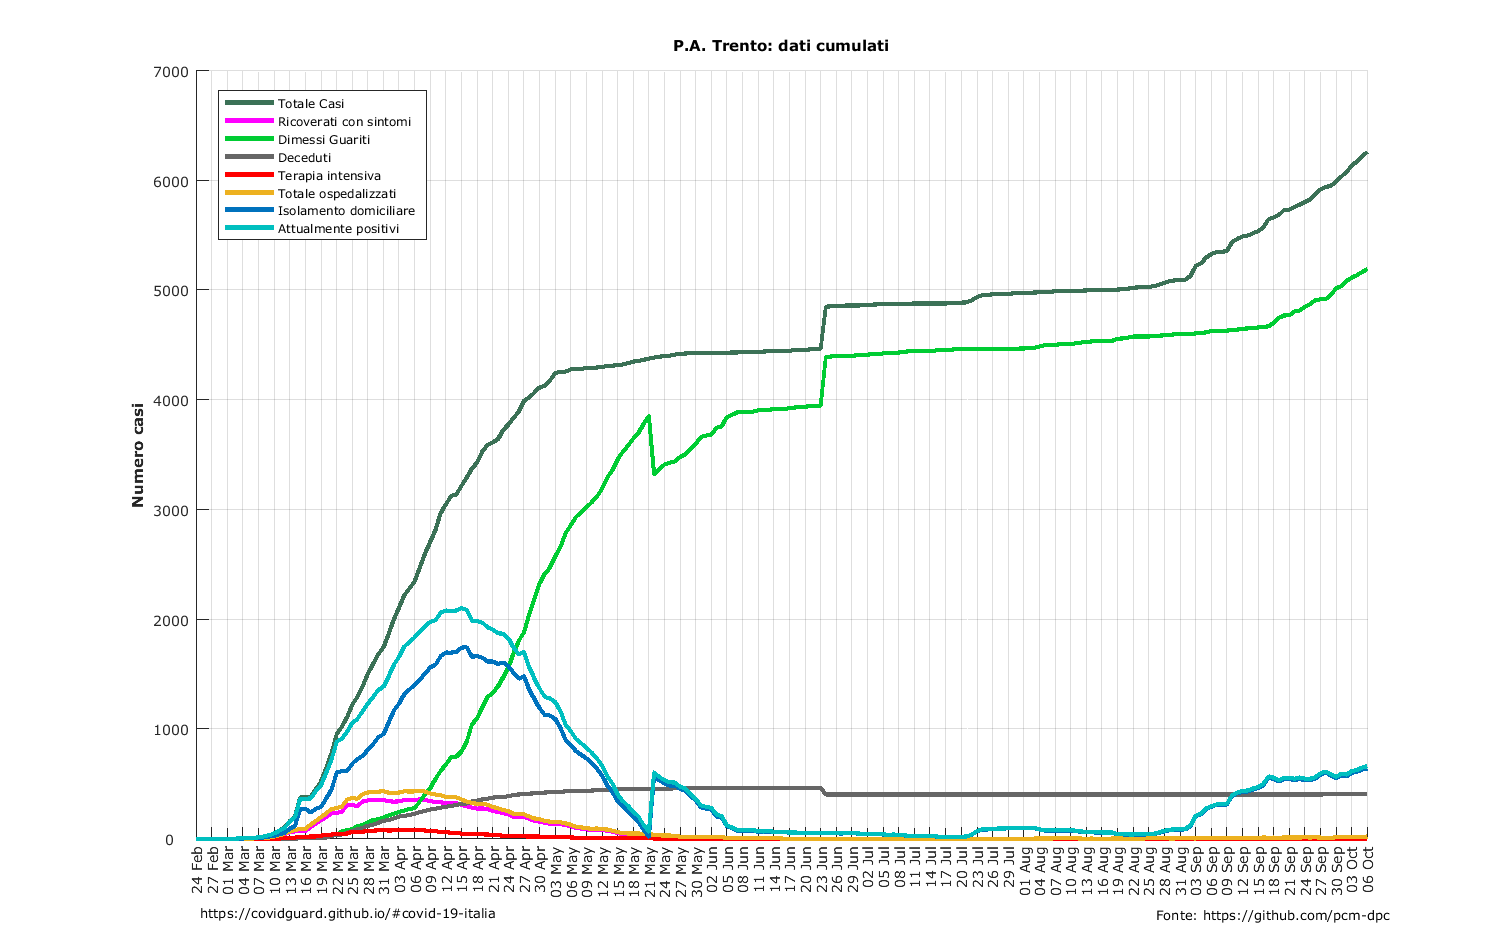 P.A. Trento: dati cumulati
7000
6000
5000
4000
3000
2000
1000
0
Numero casi
Totale Casi
Ricoverati con sintomi
Dimessi Guariti
Deceduti
Terapia intensiva
Totale ospedalizzati
Isolamento domiciliare
Attualmente positivi
24 Feb
27 Feb
01 Mar
04 Mar
07 Mar
10 Mar
13 Mar
16 Mar
19 Mar
22 Mar
25 Mar
28 Mar
31 Mar
03 Apr
06 Apr
09 Apr
12 Apr
15 Apr
18 Apr
21 Apr
24 Apr
27 Apr
30 Apr
03 May
06 May
09 May
12 May
15 May
18 May
21 May
24 May
27 May
30 May
02 Jun
05 Jun
08 Jun
11 Jun
14 Jun
17 Jun
20 Jun
23 Jun
26 Jun
29 Jun
02 Jul
05 Jul
08 Jul
11 Jul
14 Jul
17 Jul
20 Jul
23 Jul
26 Jul
29 Jul
01 Aug
04 Aug
07 Aug
10 Aug
13 Aug
16 Aug
19 Aug
22 Aug
25 Aug
28 Aug
31 Aug
03 Sep
06 Sep
09 Sep
12 Sep
15 Sep
18 Sep
21 Sep
24 Sep
27 Sep
30 Sep
03 Oct
06 Oct
https://covidguard.github.io/#covid-19-italia
Fonte: https://github.com/pcm-dpc